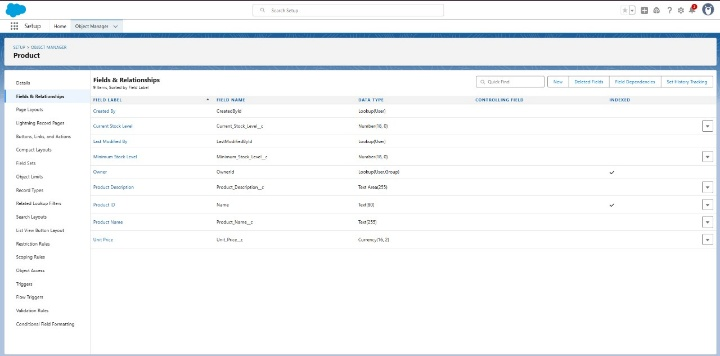 Search Setup
Setup Home Object Manager
SETUP > OBJECT MANAGER
Product
Details
Fields & Relationships
Page Layouts
Lightning Record Pages
Buttons, Links, and Actions
Compact Layouts
Field Sets
Object Limits
Record Types
Related Lookup Filters
Search Layouts
List View Button Layout
Restriction Rules
Scoping Rules
Object Access
Triggers
Flow Triggers
Validation Rules
Conditional Field Formatting
Fields & Relationships
9 Items, Sorted by Field Label
Quick Find
New Deleted Fields Field Dependencies Set History Tracking
FIELD LABEL FIELD NAME DATA TYPE CONTROLLING FIELD INDEXED
Created By CreatedById Lookup(User)
Current Stock Level Current_Stock_Level__c Number(18, 0)
Last Modified By LastModifiedById Lookup(User)
Minimum Stock Level Minimum_Stock_Level__c Number(18, 0)
Owner OwnerId Lookup(User,Group)
Product Description Product_Description__c Text Area(255)
Product ID Name Text(80)
Product Name Product_Name__c Text(255)
Unit Price Unit_Price__c Currency(16, 2)